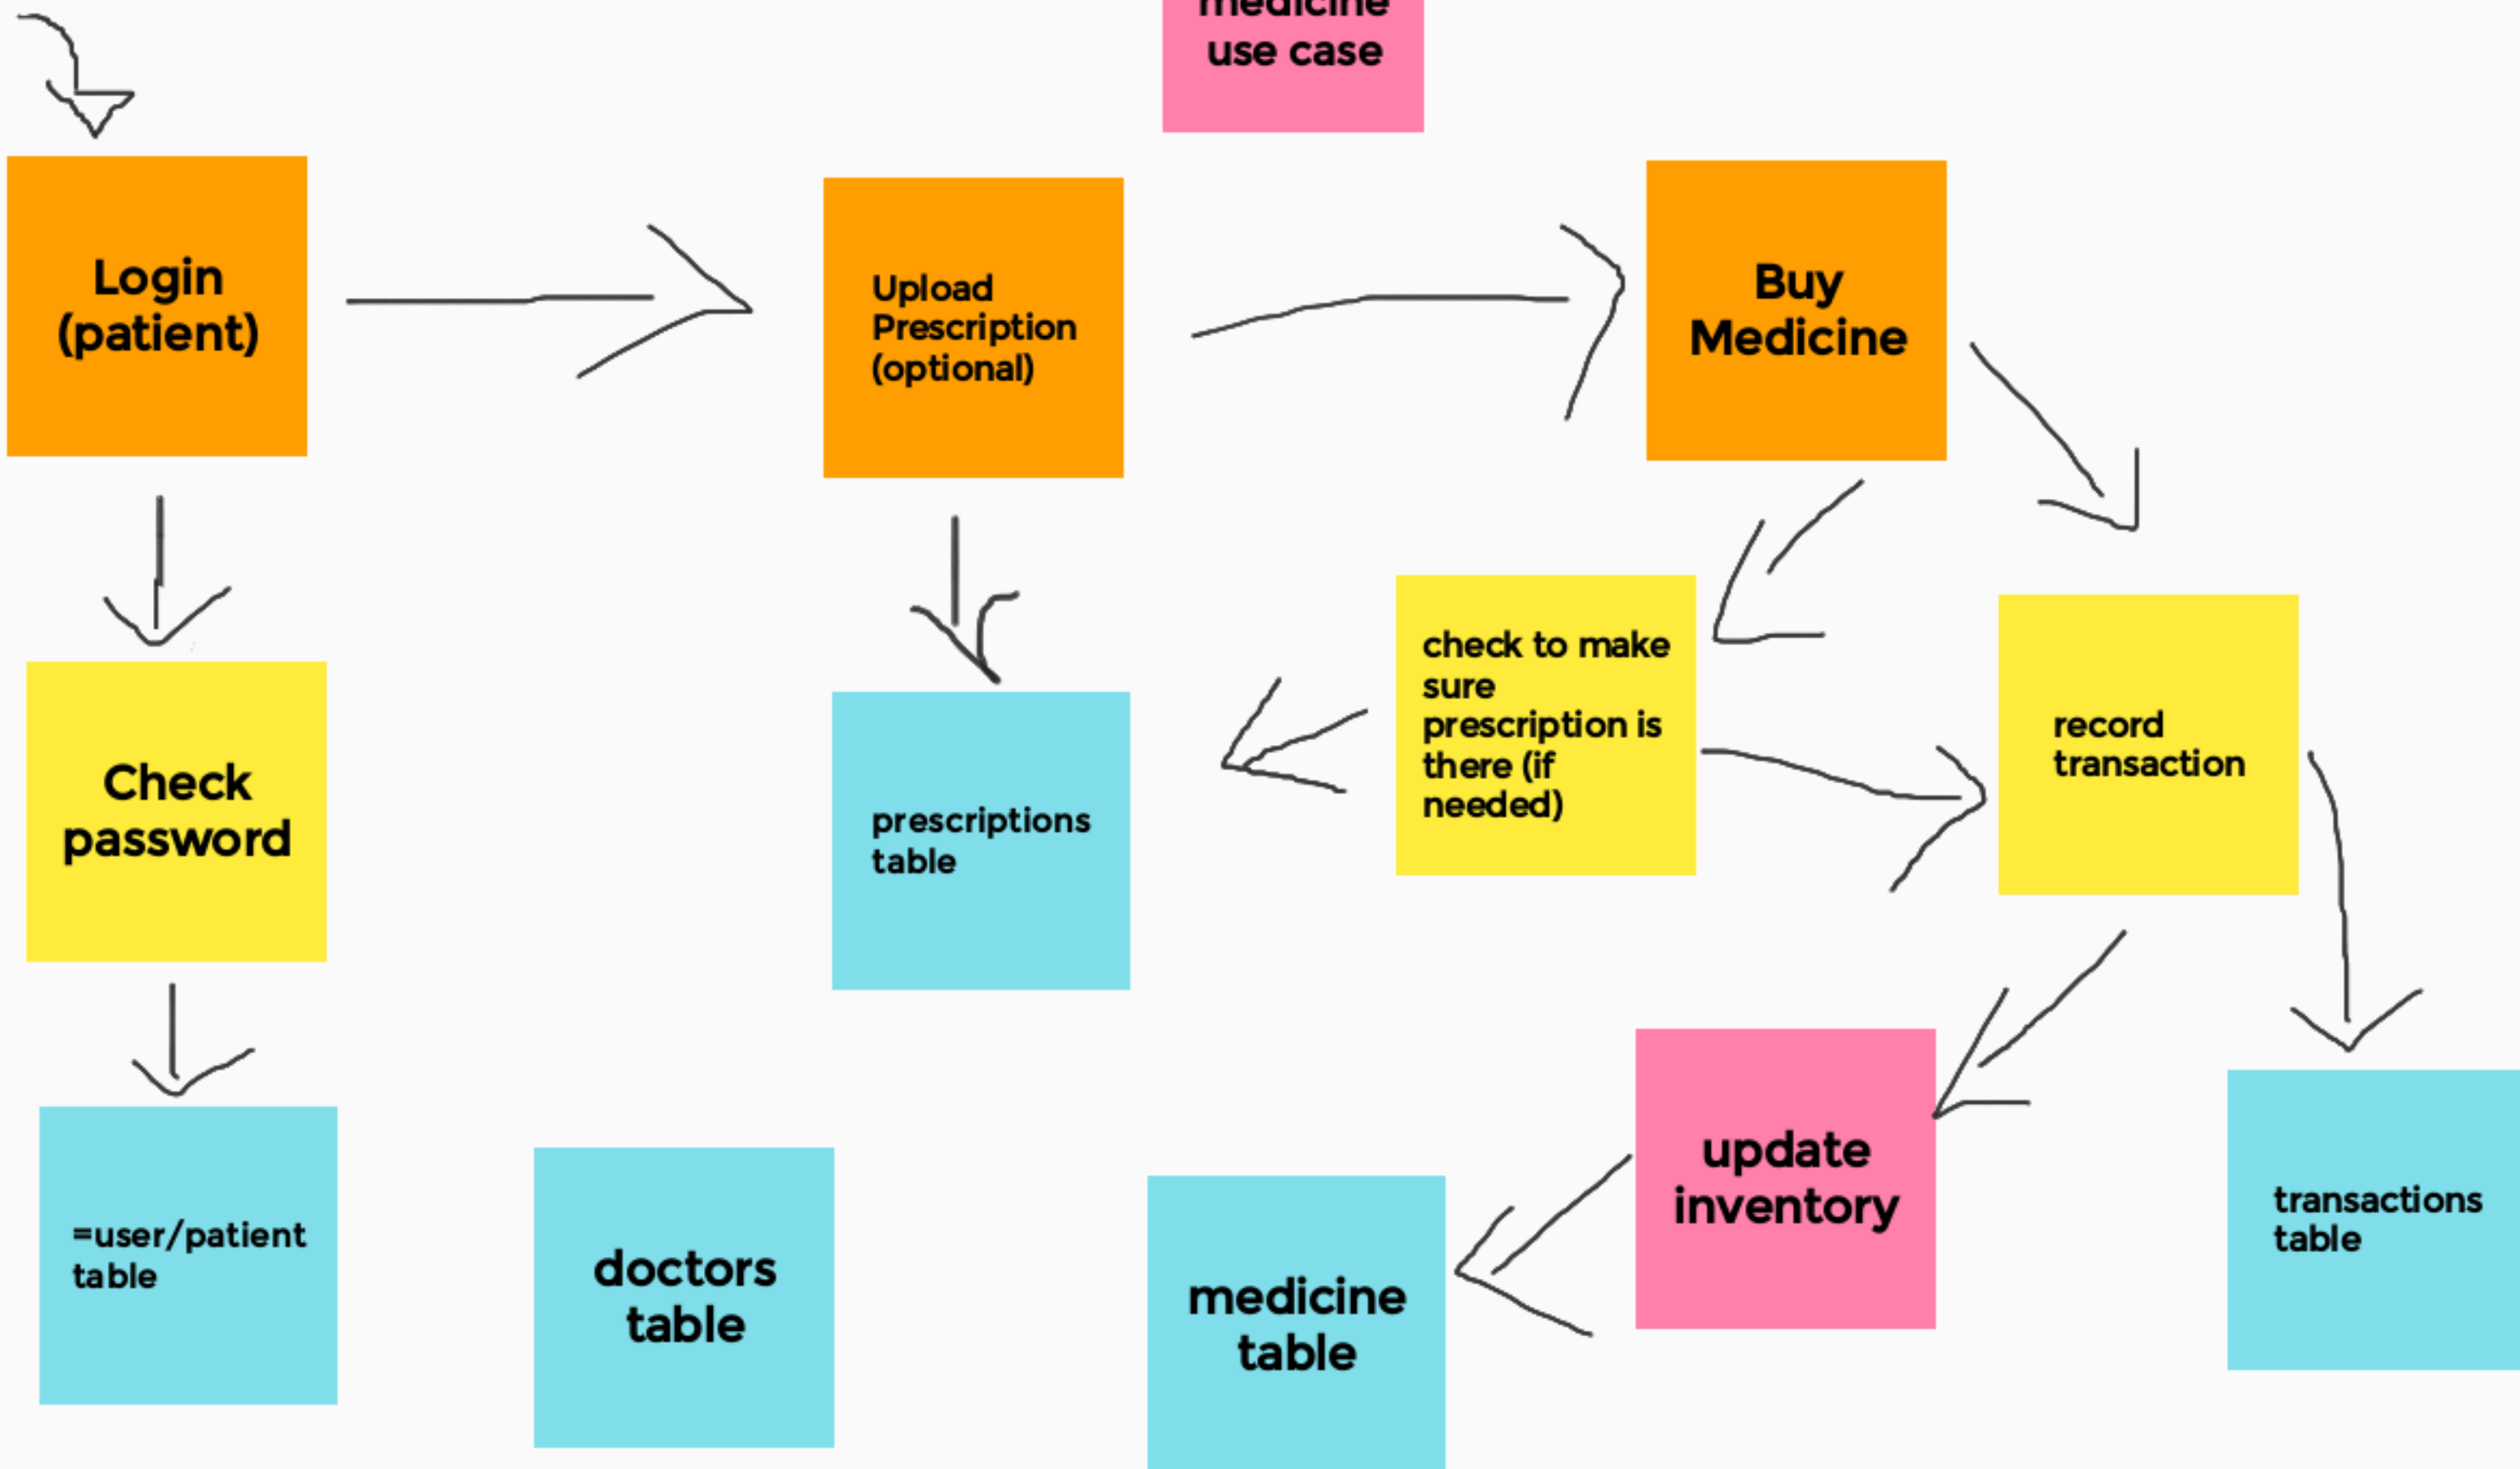 medicine
use case
Login
(patient)
Upload
Prescription
(optional)
Buy
Medicine
Check
password
prescriptions
table
check to make
sure
prescription is
there (if
needed)
record
transaction
=user/patient
table
doctors
table
medicine
table
update
inventory
transactions
table